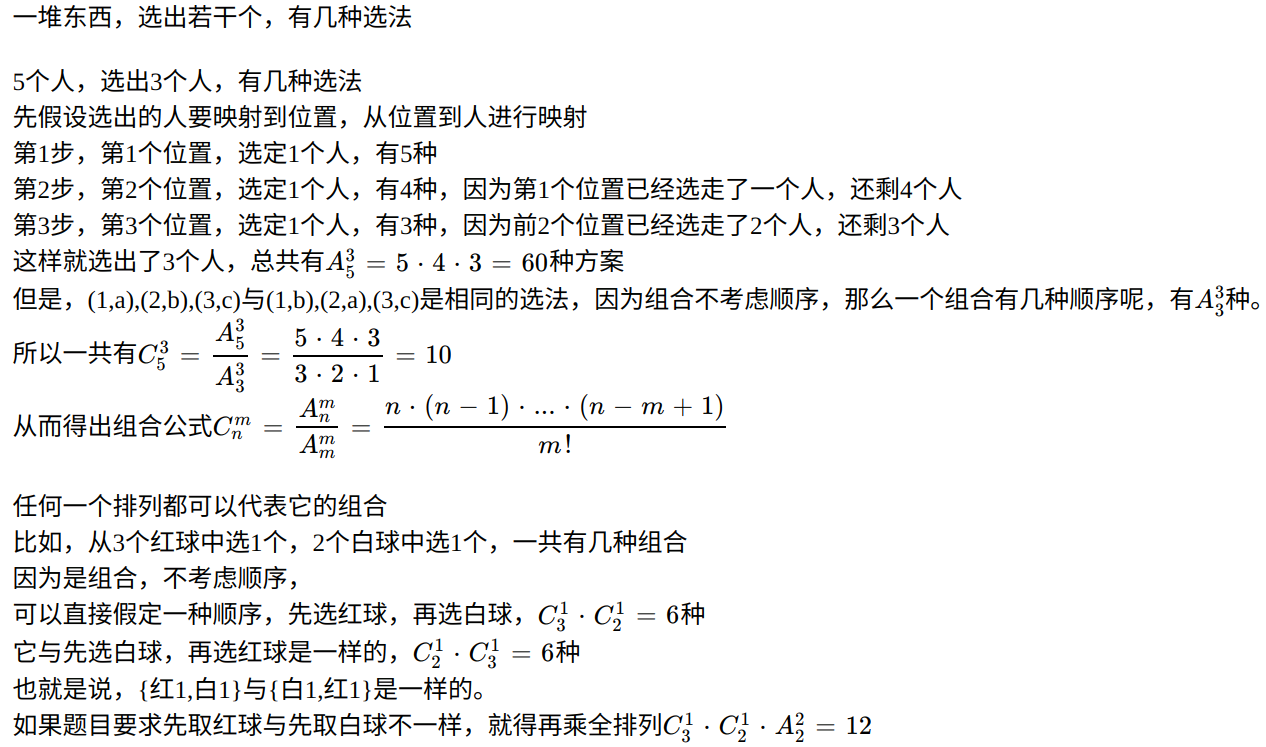 一堆东西，选出若干个，有几种选法
5个人，选出3个人，有几种选法
先假设选出的人要映射到位置，从位置到人进行映射
第1步，第1个位置，选定1个人，有5种
第2步，第2个位置，选定1个人，有4种，因为第1个位置已经选走了一个人，还剩4个人
第3步，第3个位置，选定1个人，有3种，因为前2个位置已经选走了2个人，还剩3个人
这样就选出了3个人，总共有$A_5^3 = 5 \cdot 4 \cdot 3 = 60$种方案
但是，(1,a),(2,b),(3,c)与(1,b),(2,a),(3,c)是相同的选法，因为组合不考虑顺序，那么一个组合有几种顺序呢，有$A_3^3$种。
所以一共有$C_5^3 = \frac{A_5^3}{A_3^3} = \frac{5 \cdot 4 \cdot 3}{3 \cdot 2 \cdot 1} = 10$
从而得出组合公式$C_n^m = \frac{A_n^m}{A_m^m} = \frac{n \cdot (n-1) \cdot ... \cdot (n-m+1)}{m!}$
任何一个排列都可以代表它的组合
比如，从3个红球中选1个，2个白球中选1个，一共有几种组合
因为是组合，不考虑顺序，
可以直接假定一种顺序，先选红球，再选白球，$C_3^1 \cdot C_2^1 = 6$种
它与先选白球，再选红球是一样的，$C_2^1 \cdot C_3^1 = 6$种
也就是说，{红1,白1}与{白1,红1}是一样的。
如果题目要求先取红球与先取白球不一样，就得再乘全排列$C_3^1 \cdot C_2^1 \cdot A_2^2 = 12$